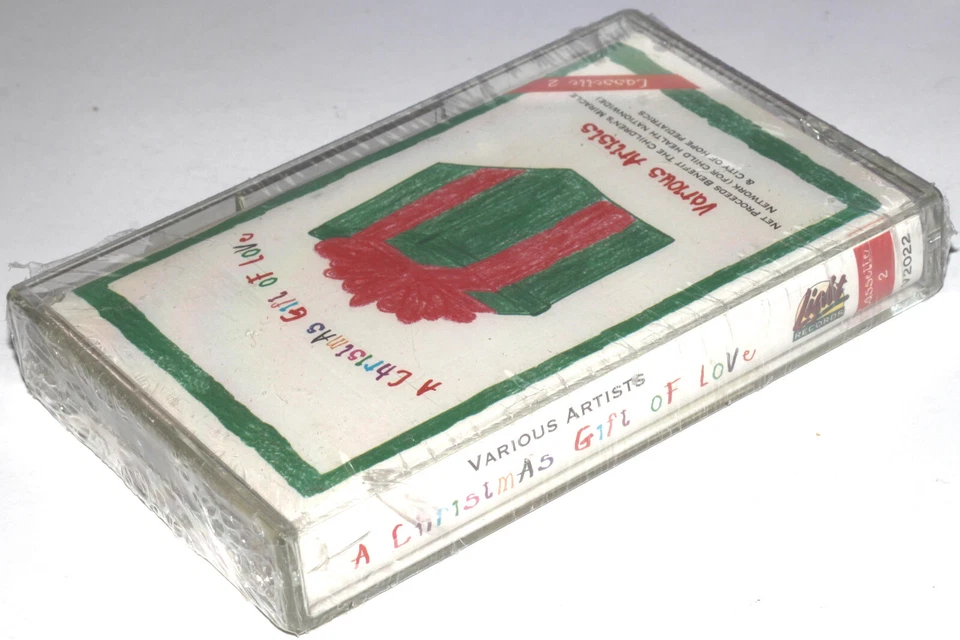 A ChristmAs Gift oF LoVe
VArious Artists
NET PROCEEDS BENEFIT THE CHILDREN'S MIRACLE
NETWORK (FOR CHILD HEALTH NATIONWIDE)
& CITY OF HOPE PEDIATRICS
Cassette 2
VARIOUS ARTISTS
A ChristmAs Gift oF LoVe
light
RECORDS
Cassette
2
72022